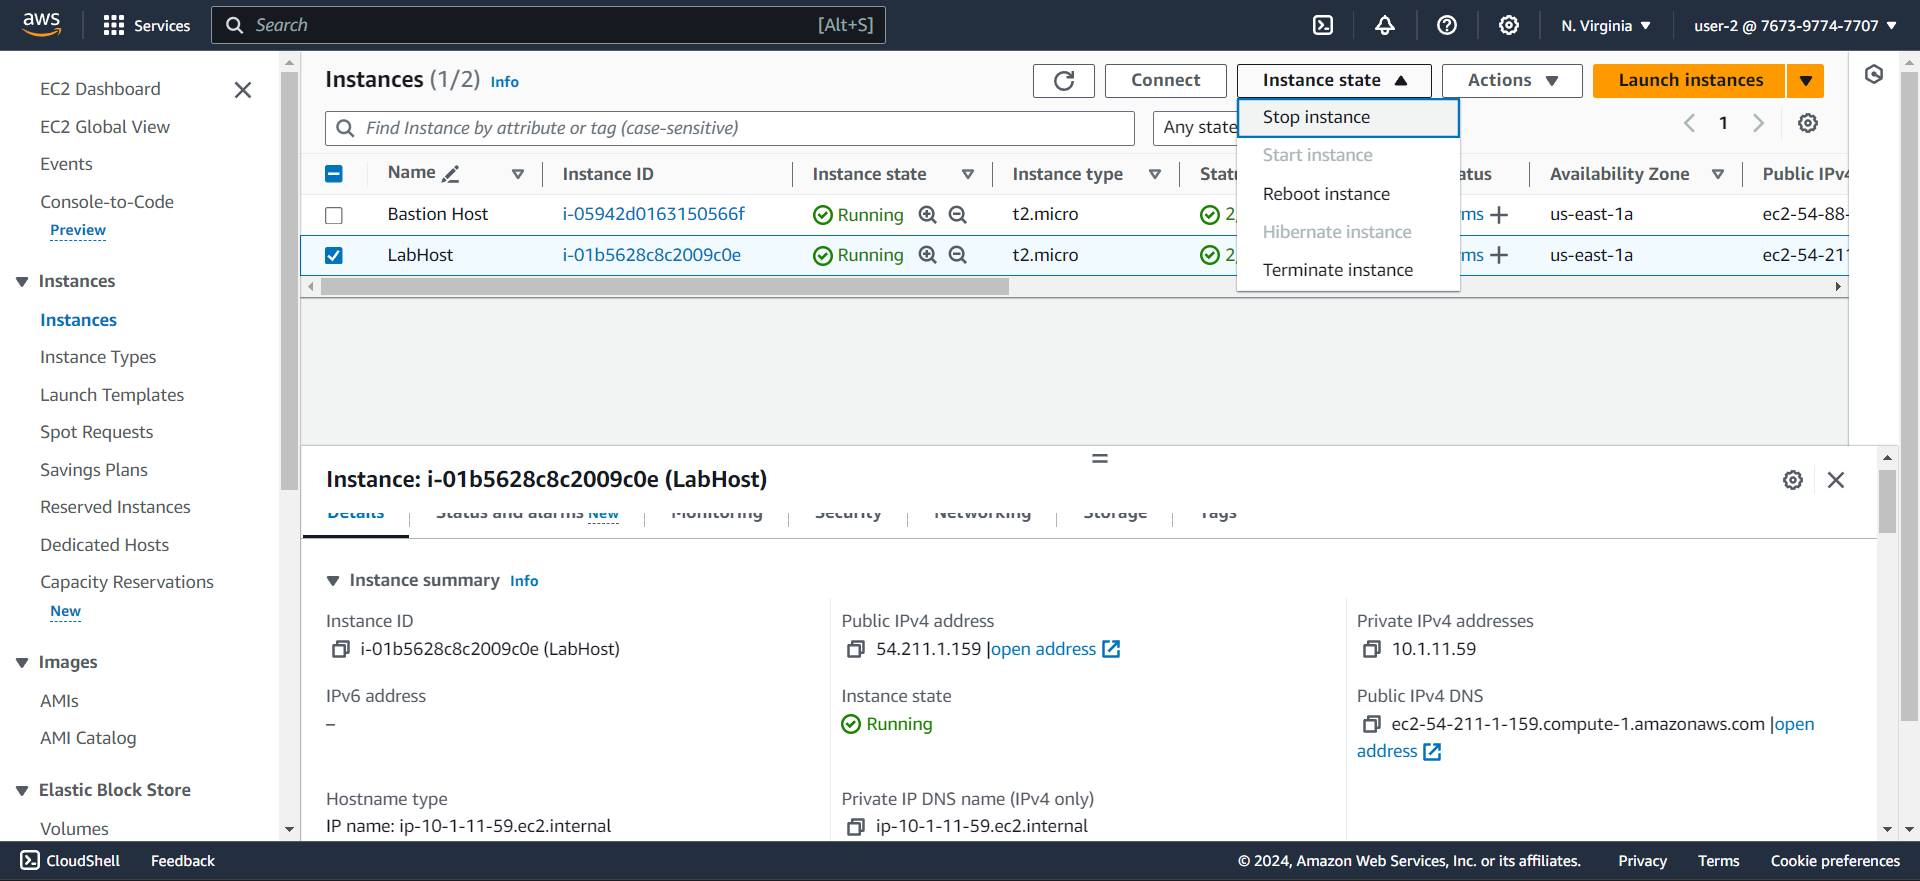 aws
Services
Search
[Alt+S]
N. Virginia
user-2 @ 7673-9774-7707
EC2 Dashboard
EC2 Global View
Events
Console-to-Code
Preview
Instances
Instances
Instance Types
Launch Templates
Spot Requests
Savings Plans
Reserved Instances
Dedicated Hosts
Capacity Reservations
New
Images
AMIs
AMI Catalog
Elastic Block Store
Volumes
Instances (1/2) Info
Connect
Instance state
Actions
Launch instances
Find Instance by attribute or tag (case-sensitive)
Any state
1
Stop instance
Start instance
Reboot instance
Hibernate instance
Terminate instance
Name
Instance ID
Instance state
Instance type
Availability Zone
Public IPv4
Bastion Host
i-05942d0163150566f
Running
t2.micro
us-east-1a
ec2-54-88-
LabHost
i-01b5628c8c2009c0e
Running
t2.micro
us-east-1a
ec2-54-211
Instance: i-01b5628c8c2009c0e (LabHost)
Details
Status and alarms New
Monitoring
Security
Networking
Storage
Tags
Instance summary Info
Instance ID
i-01b5628c8c2009c0e (LabHost)
Public IPv4 address
54.211.1.159 |open address
Private IPv4 addresses
10.1.11.59
IPv6 address
–
Instance state
Running
Public IPv4 DNS
ec2-54-211-1-159.compute-1.amazonaws.com |open
address
Hostname type
IP name: ip-10-1-11-59.ec2.internal
Private IP DNS name (IPv4 only)
ip-10-1-11-59.ec2.internal
CloudShell
Feedback
© 2024, Amazon Web Services, Inc. or its affiliates.
Privacy
Terms
Cookie preferences